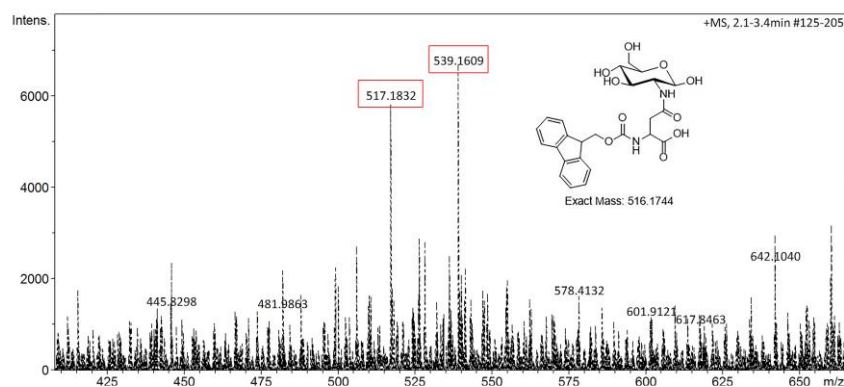 Intens.
+MS, 2.1-3.4min #125-205
6000
4000
2000
0
517.1832
539.1609
445.8298
481.9863
578.4132
601.9121
617.8463
642.1040
OH
O
HO
HO
OH
NH
O
O
O
N
H
OH
O
Exact Mass: 516.1744
425
450
475
500
525
550
575
600
625
650
m/z